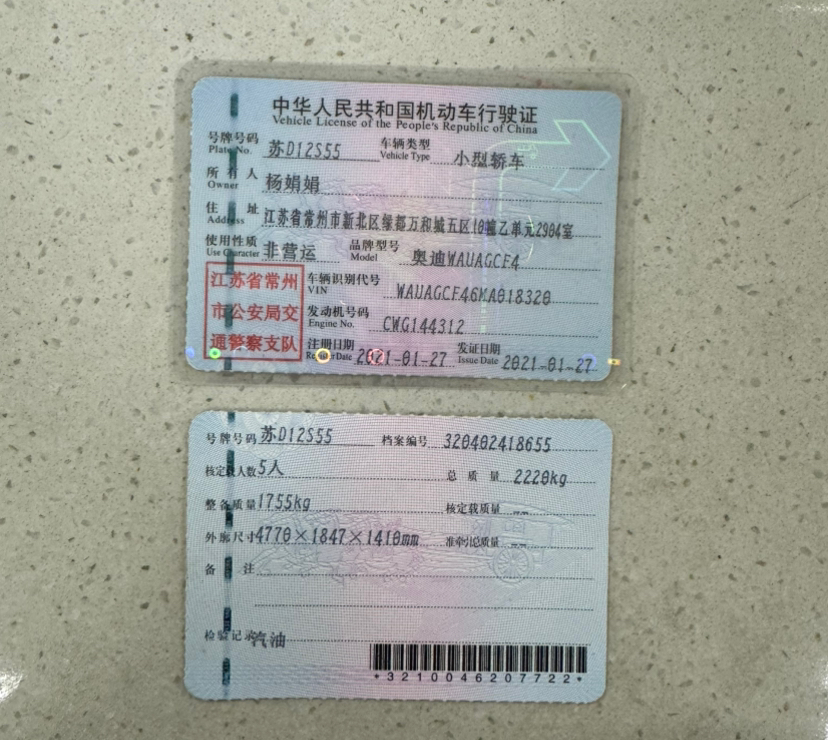 中华人民共和国机动车行驶证
Vehicle License of the People's Republic of China
号牌号码 苏D12S55 车辆类型 小型轿车
Plate No. Vehicle Type
所有人 杨娟娟
Owner
住址 江苏省常州市新北区绿都万和城五区10幢乙单元2904室
Address
使用性质 非营运 品牌型号 奥迪WAUAGCF4
Use Character Model
江苏省常州
市公安局交
通警察支队
车辆识别代号 WAUAGCF46MA018320
VIN
发动机号码 CWG144312
Engine No.
注册日期 2021-01-27 发证日期 2021-01-27
Register Date Issue Date
号牌号码 苏D12S55 档案编号 320402418655
核定载人数 5人 总质量 2220kg
整备质量 1755kg 核定载质量 --
外廓尺寸 4770×1847×1410mm 准牵引总质量 --
备注
检验记录 汽油
*3210046207722*